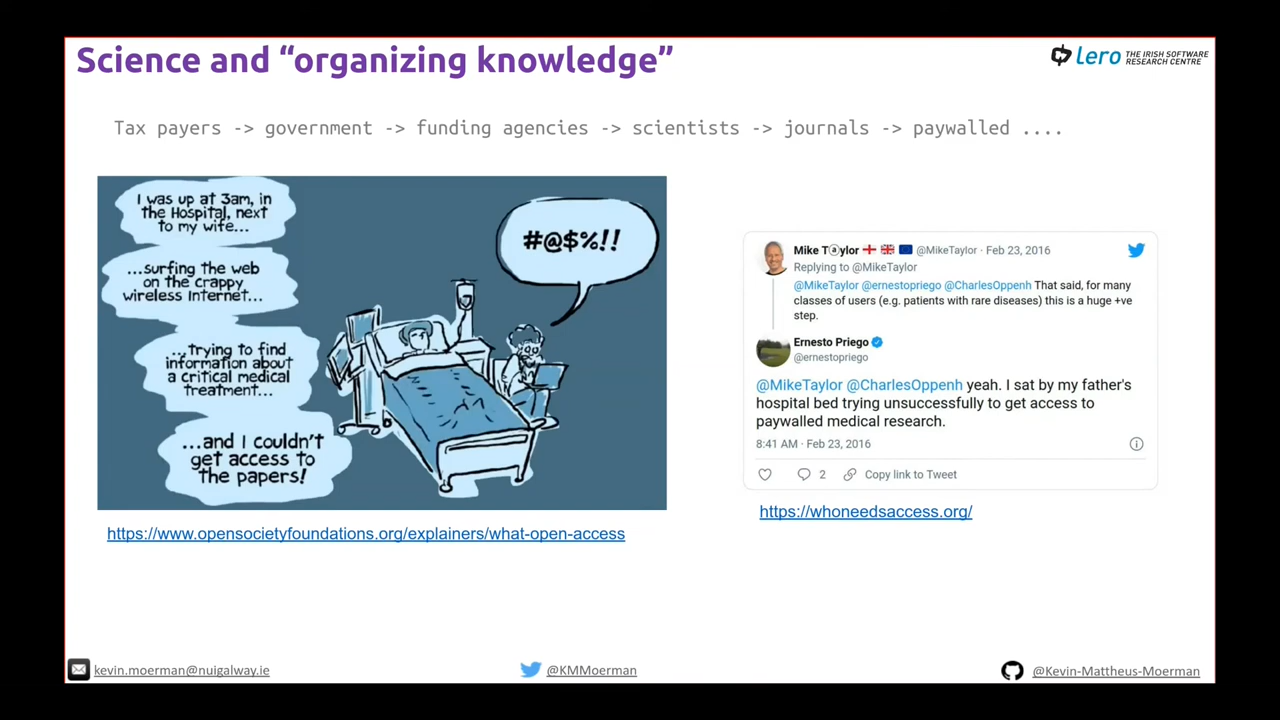 Science and “organizing knowledge”
lero THE IRISH SOFTWARE
RESEARCH CENTRE
Tax payers -> government -> funding agencies -> scientists -> journals -> paywalled ....
I was up at 3am, in
the Hospital, next
to my wife...
...surfing the web
on the crappy
wireless Internet...
...trying to find
information about
a critical medical
treatment...
...and I couldn't
get access to
the papers!
#@$%!!
https://www.opensocietyfoundations.org/explainers/what-open-access
Mike Tⓐylor 🏴󠁧󠁢󠁥󠁮󠁧󠁿 🇬🇧 🇪🇺 @MikeTaylor · Feb 23, 2016
Replying to @MikeTaylor
@MikeTaylor @ernestopriego @CharlesOppenh That said, for many
classes of users (e.g. patients with rare diseases) this is a huge +ve
step.
Ernesto Priego
@ernestopriego
@MikeTaylor @CharlesOppenh yeah. I sat by my father's
hospital bed trying unsuccessfully to get access to
paywalled medical research.
8:41 AM · Feb 23, 2016
2 Copy link to Tweet
https://whoneedsaccess.org/
kevin.moerman@nuigalway.ie
@KMMoerman
@Kevin-Mattheus-Moerman